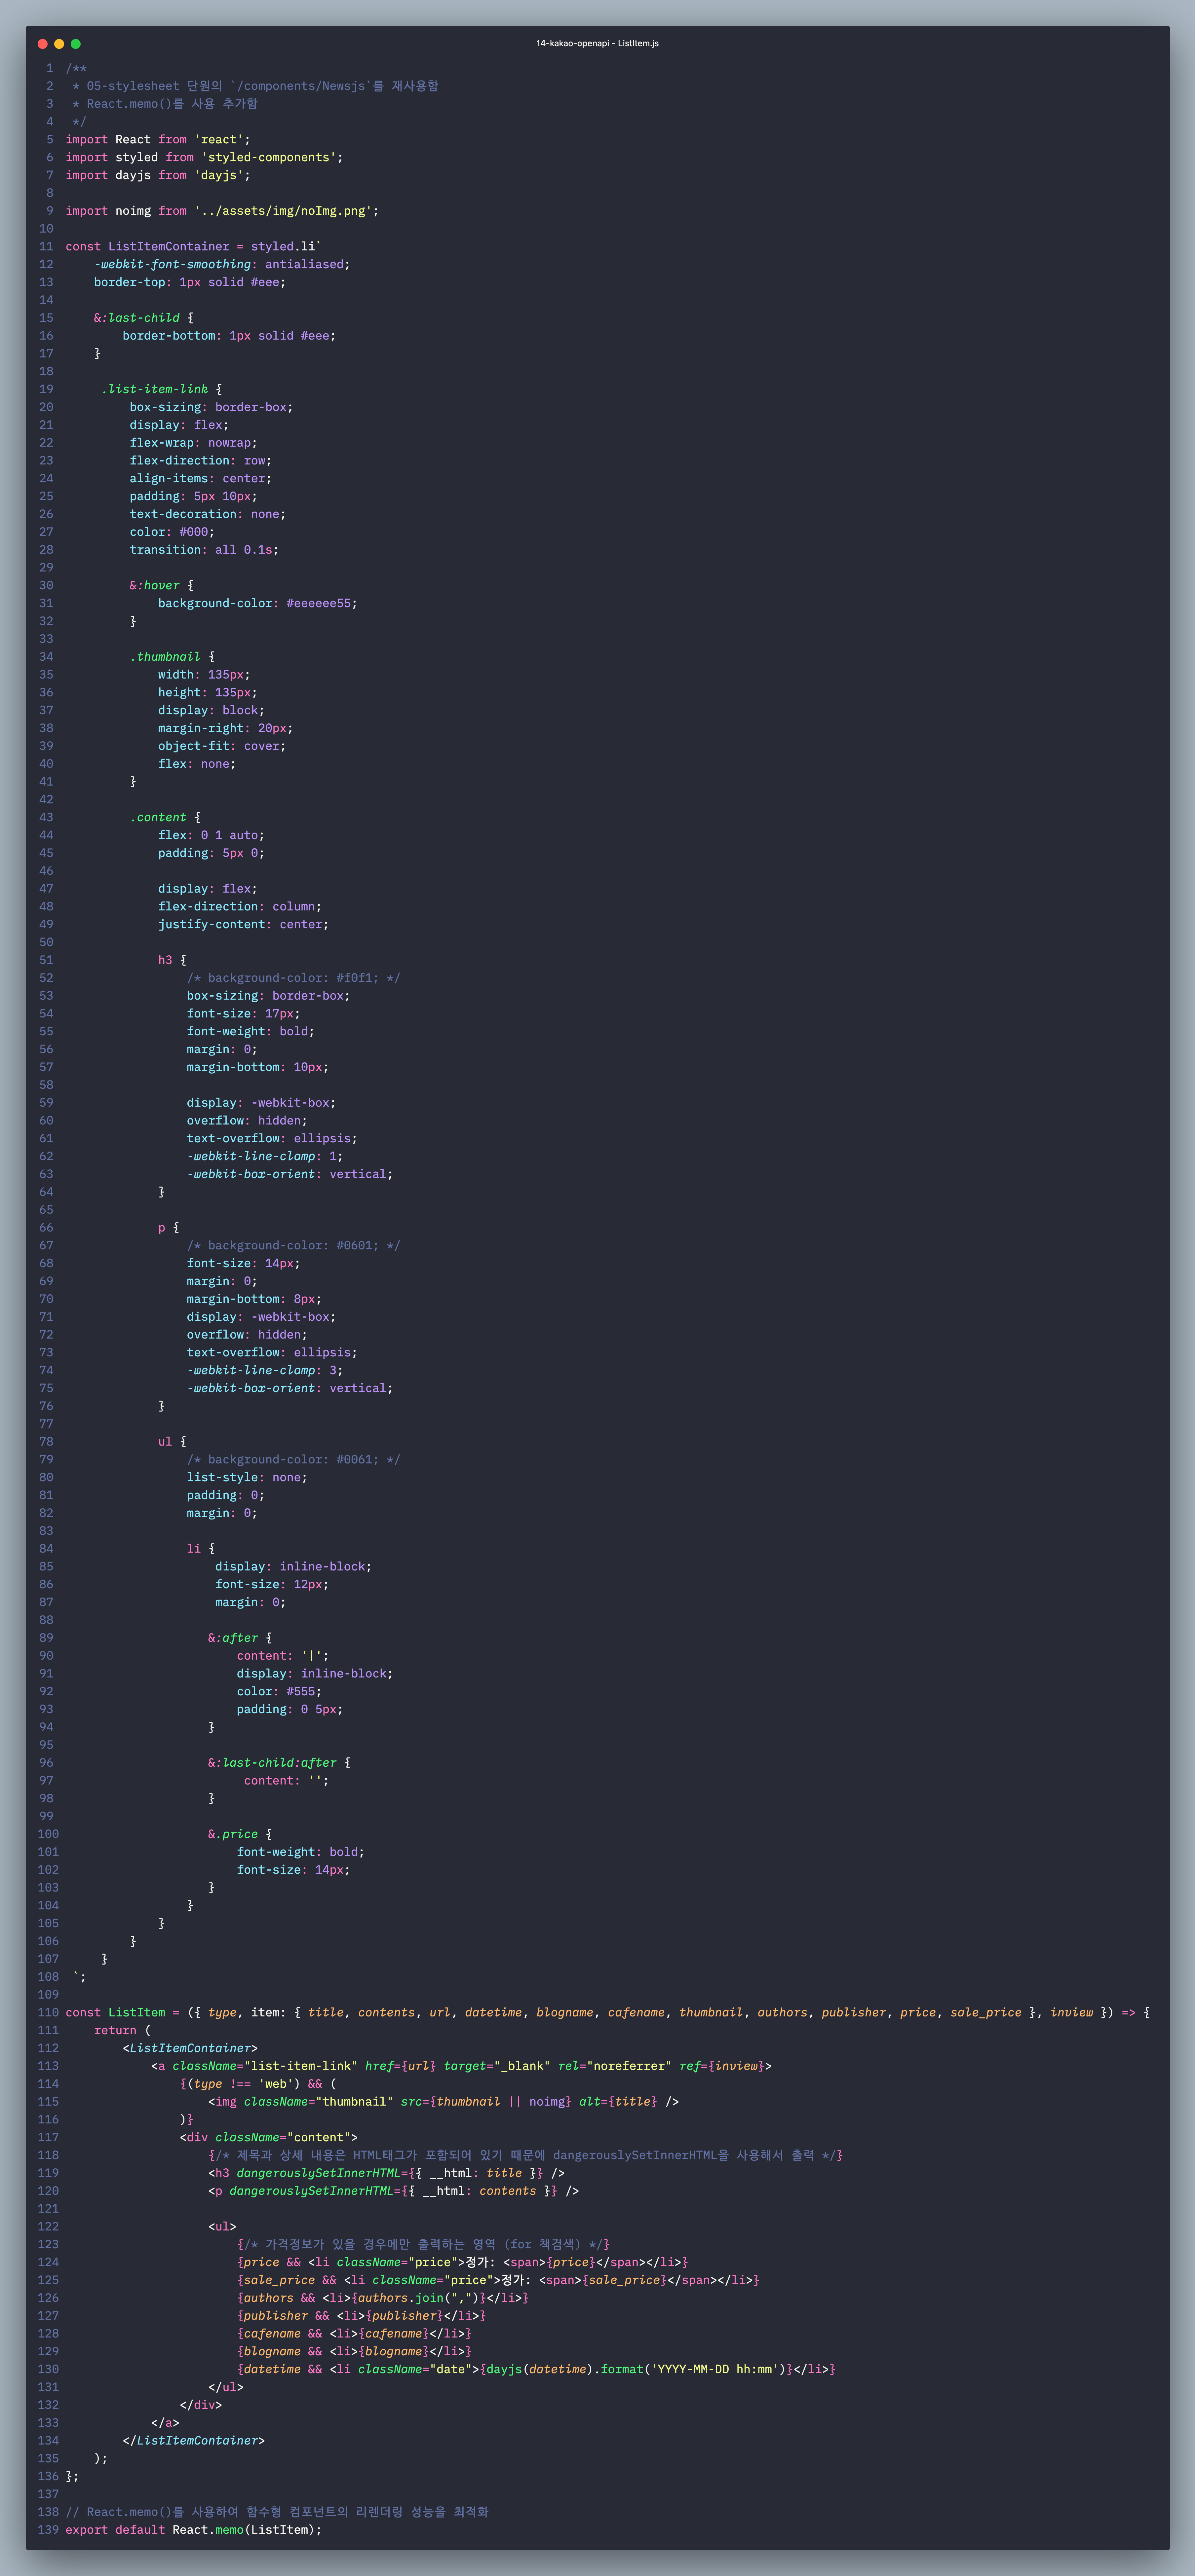 14-kakao-openapi - ListItem.js
1 /**
2  * 05-stylesheet 단원의 `/components/Newsjs`를 재사용함
3  * React.memo()를 사용 추가함
4  */
5 import React from 'react';
6 import styled from 'styled-components';
7 import dayjs from 'dayjs';
8
9 import noimg from '../assets/img/noImg.png';
10
11 const ListItemContainer = styled.li`
12     -webkit-font-smoothing: antialiased;
13     border-top: 1px solid #eee;
14
15     &:last-child {
16         border-bottom: 1px solid #eee;
17     }
18
19      .list-item-link {
20          box-sizing: border-box;
21          display: flex;
22          flex-wrap: nowrap;
23          flex-direction: row;
24          align-items: center;
25          padding: 5px 10px;
26          text-decoration: none;
27          color: #000;
28          transition: all 0.1s;
29
30          &:hover {
31              background-color: #eeeeee55;
32          }
33
34          .thumbnail {
35              width: 135px;
36              height: 135px;
37              display: block;
38              margin-right: 20px;
39              object-fit: cover;
40              flex: none;
41          }
42
43          .content {
44              flex: 0 1 auto;
45              padding: 5px 0;
46
47              display: flex;
48              flex-direction: column;
49              justify-content: center;
50
51              h3 {
52                  /* background-color: #f0f1; */
53                  box-sizing: border-box;
54                  font-size: 17px;
55                  font-weight: bold;
56                  margin: 0;
57                  margin-bottom: 10px;
58
59                  display: -webkit-box;
60                  overflow: hidden;
61                  text-overflow: ellipsis;
62                  -webkit-line-clamp: 1;
63                  -webkit-box-orient: vertical;
64              }
65
66              p {
67                  /* background-color: #0601; */
68                  font-size: 14px;
69                  margin: 0;
70                  margin-bottom: 8px;
71                  display: -webkit-box;
72                  overflow: hidden;
73                  text-overflow: ellipsis;
74                  -webkit-line-clamp: 3;
75                  -webkit-box-orient: vertical;
76              }
77
78              ul {
79                  /* background-color: #0061; */
80                  list-style: none;
81                  padding: 0;
82                  margin: 0;
83
84                  li {
85                      display: inline-block;
86                      font-size: 12px;
87                      margin: 0;
88
89                     &:after {
90                         content: '|';
91                         display: inline-block;
92                         color: #555;
93                         padding: 0 5px;
94                     }
95
96                     &:last-child:after {
97                          content: '';
98                     }
99
100                     &.price {
101                         font-weight: bold;
102                         font-size: 14px;
103                     }
104                  }
105              }
106          }
107      }
108  `;
109
110 const ListItem = ({ type, item: { title, contents, url, datetime, blogname, cafename, thumbnail, authors, publisher, price, sale_price }, inview }) => {
111     return (
112         <ListItemContainer>
113             <a className="list-item-link" href={url} target="_blank" rel="noreferrer" ref={inview}>
114                 {(type !== 'web') && (
115                     <img className="thumbnail" src={thumbnail || noimg} alt={title} />
116                 )}
117                 <div className="content">
118                     {/* 제목과 상세 내용은 HTML태그가 포함되어 있기 때문에 dangerouslySetInnerHTML을 사용해서 출력 */}
119                     <h3 dangerouslySetInnerHTML={{ __html: title }} />
120                     <p dangerouslySetInnerHTML={{ __html: contents }} />
121
122                     <ul>
123                         {/* 가격정보가 있을 경우에만 출력하는 영역 (for 책검색) */}
124                         {price && <li className="price">정가: <span>{price}</span></li>}
125                         {sale_price && <li className="price">정가: <span>{sale_price}</span></li>}
126                         {authors && <li>{authors.join(",")}</li>}
127                         {publisher && <li>{publisher}</li>}
128                         {cafename && <li>{cafename}</li>}
129                         {blogname && <li>{blogname}</li>}
130                         {datetime && <li className="date">{dayjs(datetime).format('YYYY-MM-DD hh:mm')}</li>}
131                     </ul>
132                 </div>
133             </a>
134         </ListItemContainer>
135     );
136 };
137
138 // React.memo()를 사용하여 함수형 컴포넌트의 리렌더링 성능을 최적화
139 export default React.memo(ListItem);